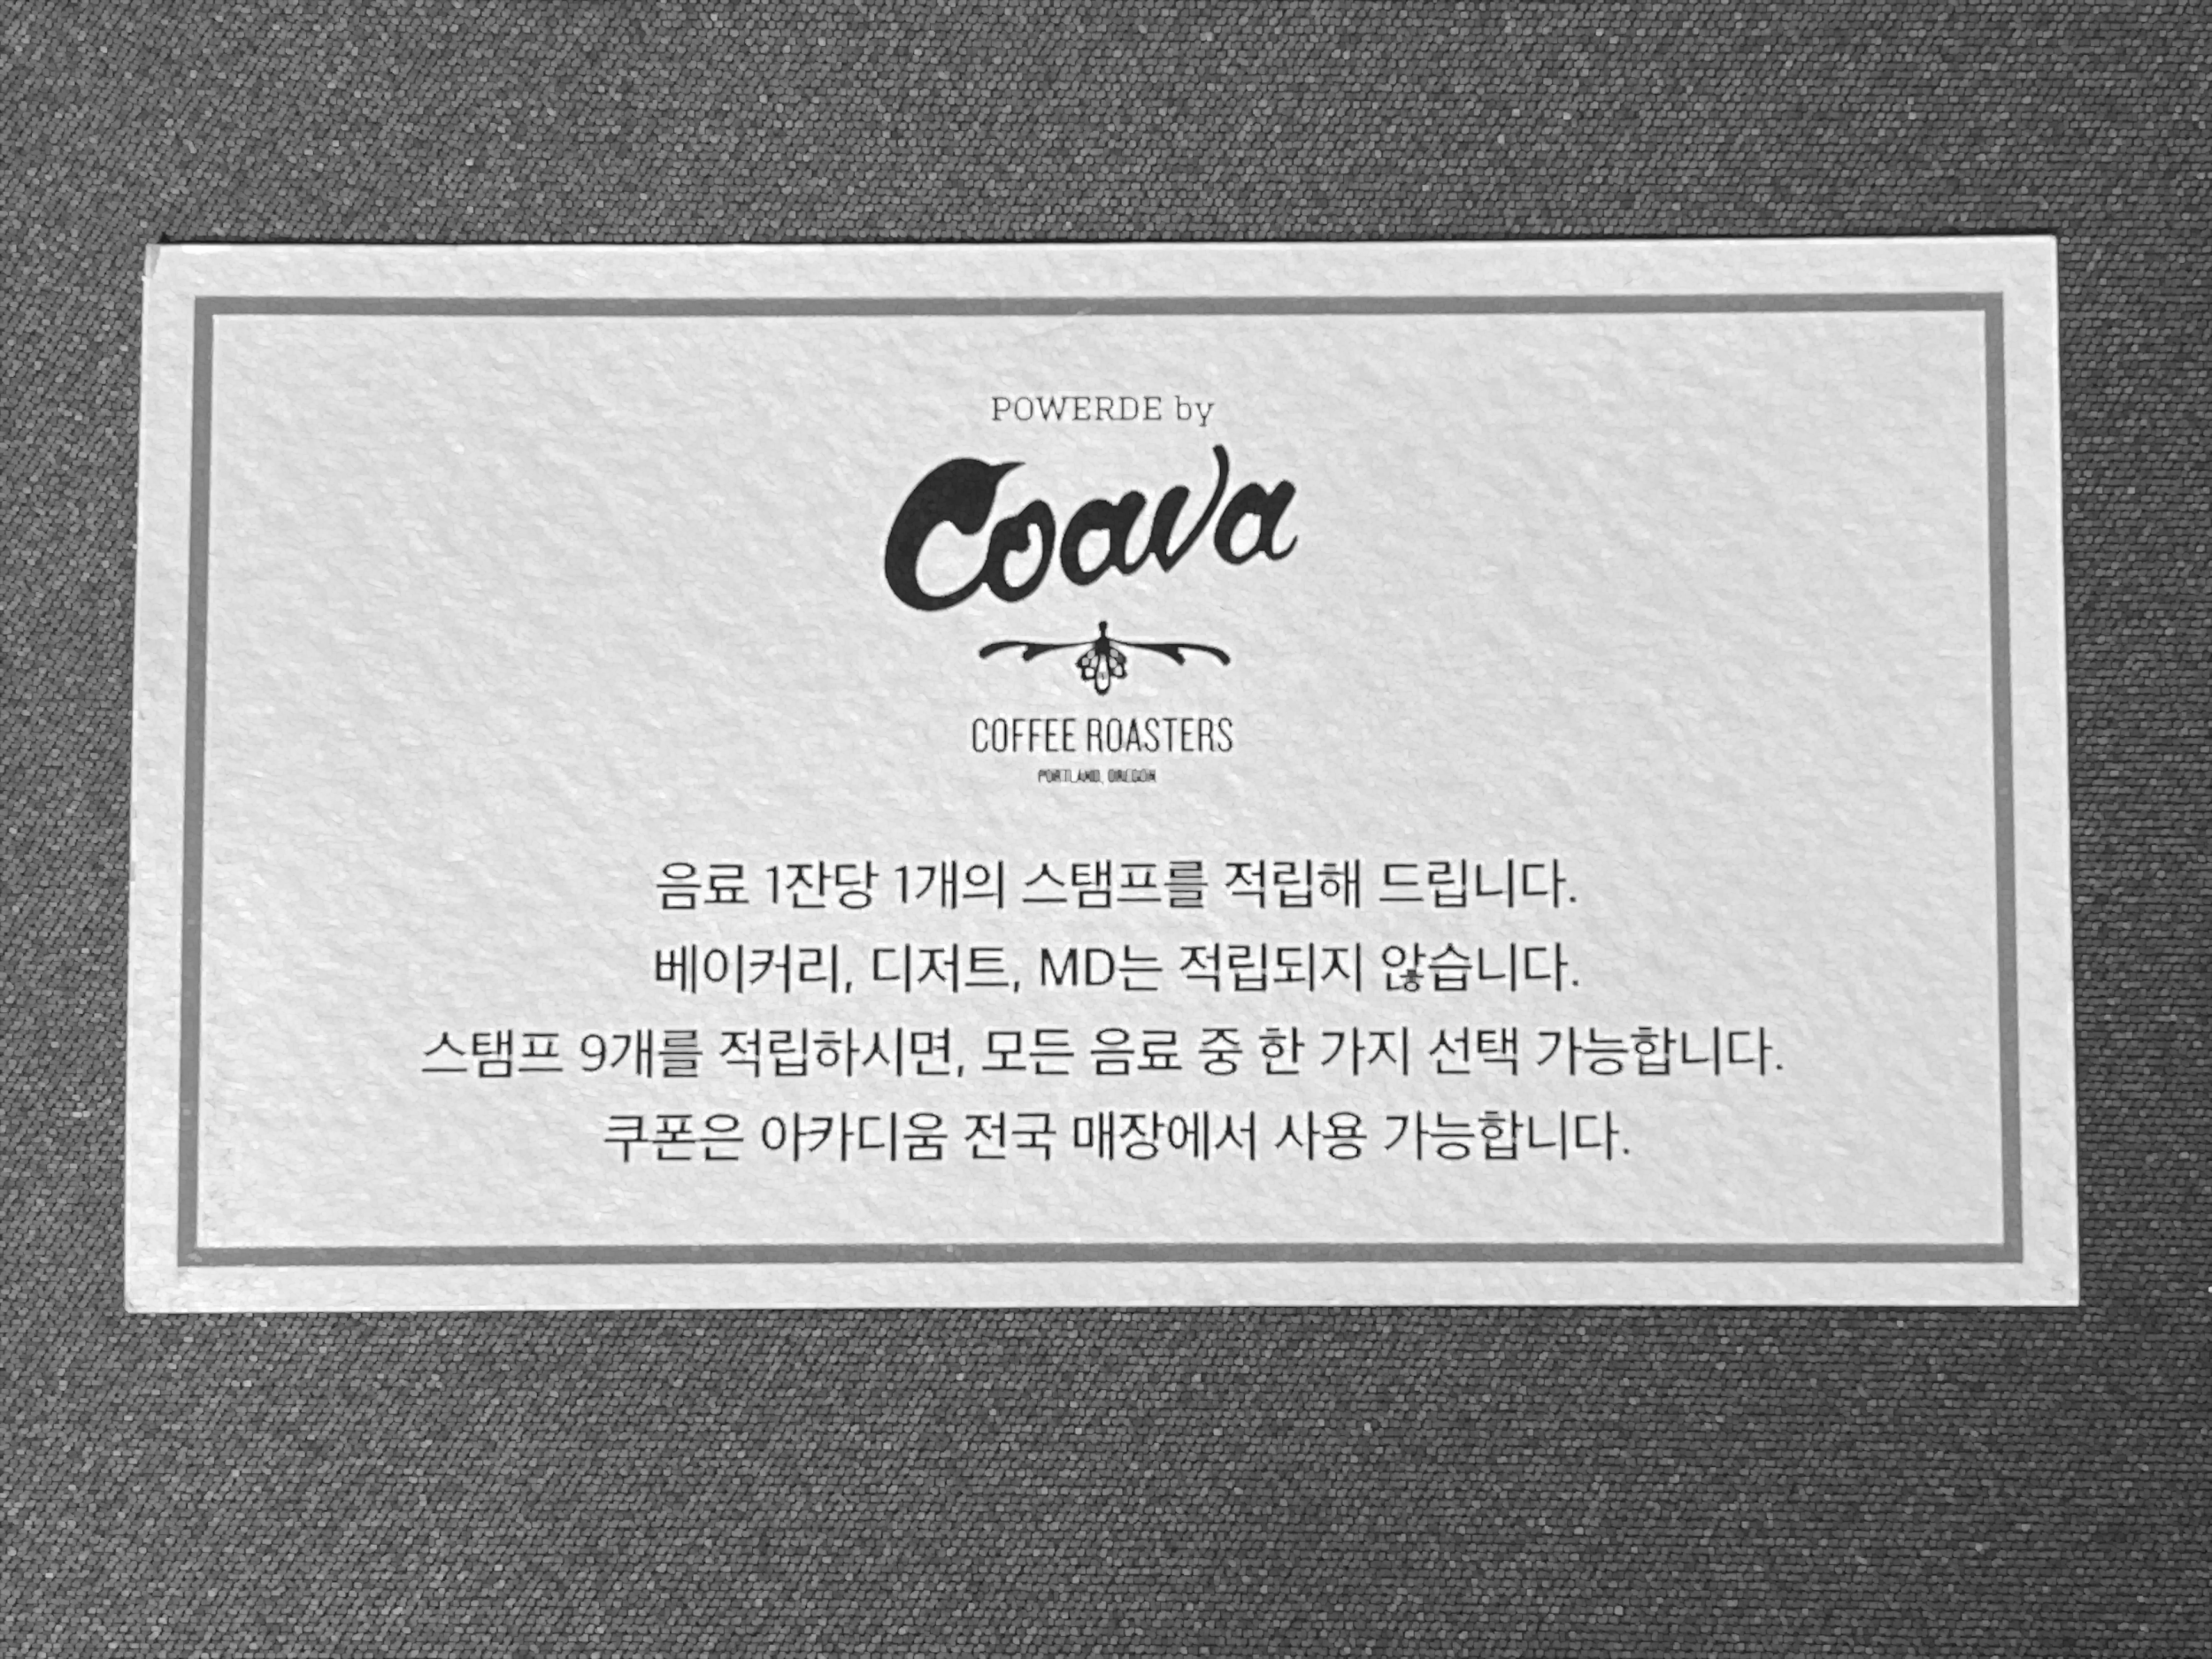 POWERDE by
Coava
COFFEE ROASTERS
PORTLAND, OREGON
음료 1잔당 1개의 스탬프를 적립해 드립니다.
베이커리, 디저트, MD는 적립되지 않습니다.
스탬프 9개를 적립하시면, 모든 음료 중 한 가지 선택 가능합니다.
쿠폰은 아카디움 전국 매장에서 사용 가능합니다.